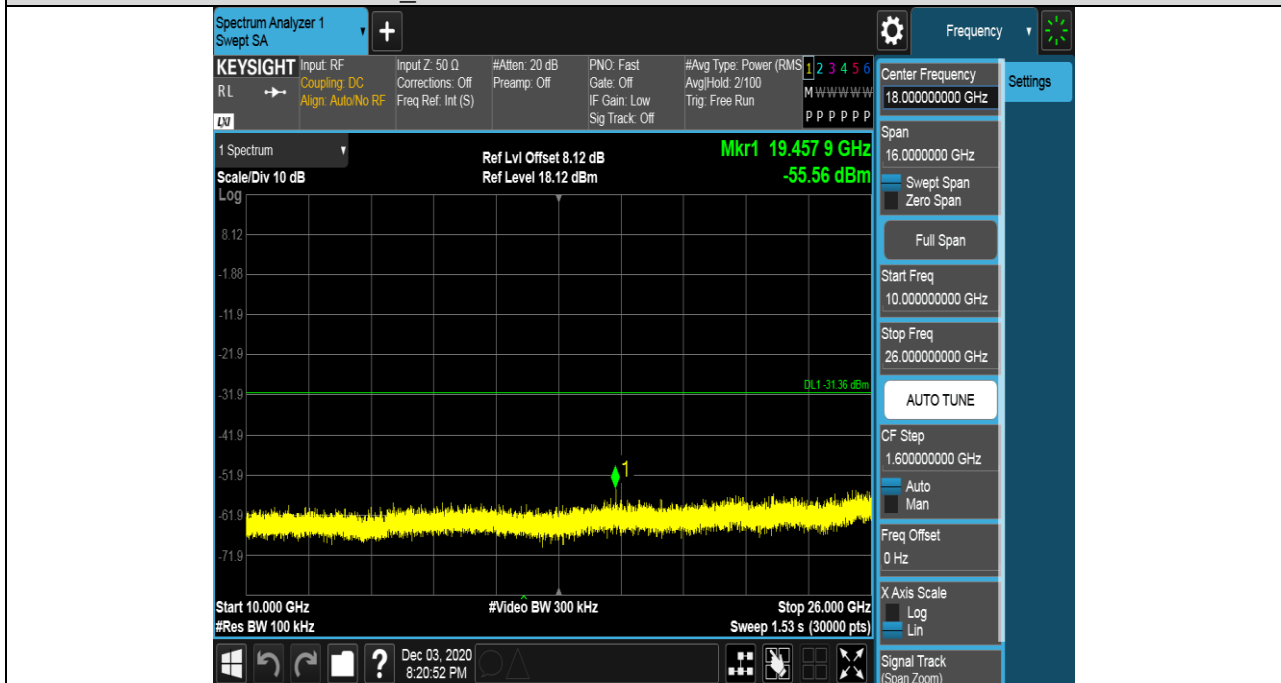 Spectrum Analyzer 1
Swept SA
Frequency
KEYSIGHT
Input: RF
Input Z: 50 Ω
#Atten: 20 dB
PNO: Fast
#Avg Type: Power (RMS
1 2 3 4 5 6
RL
Coupling: DC
Corrections: Off
Preamp: Off
Gate: Off
Avg|Hold: 2/100
M W W W W W
Align: Auto/No RF
Freq Ref: Int (S)
IF Gain: Low
Trig: Free Run
Sig Track: Off
P P P P P P
LXI
Center Frequency
18.000000000 GHz
Settings
1 Spectrum
Ref Lvl Offset 8.12 dB
Mkr1 19.457 9 GHz
Scale/Div 10 dB
Ref Level 18.12 dBm
-55.56 dBm
Log
8.12
-1.88
-11.9
-21.9
-31.9
DL1 -31.36 dBm
-41.9
-51.9
1
-61.9
-71.9
Start 10.000 GHz
#Video BW 300 kHz
Stop 26.000 GHz
#Res BW 100 kHz
Sweep 1.53 s (30000 pts)
Span
16.0000000 GHz
Swept Span
Zero Span
Full Span
Start Freq
10.000000000 GHz
Stop Freq
26.000000000 GHz
AUTO TUNE
CF Step
1.600000000 GHz
Auto
Man
Freq Offset
0 Hz
X Axis Scale
Log
Lin
Signal Track
(Span Zoom)
?
Dec 03, 2020
8:20:52 PM